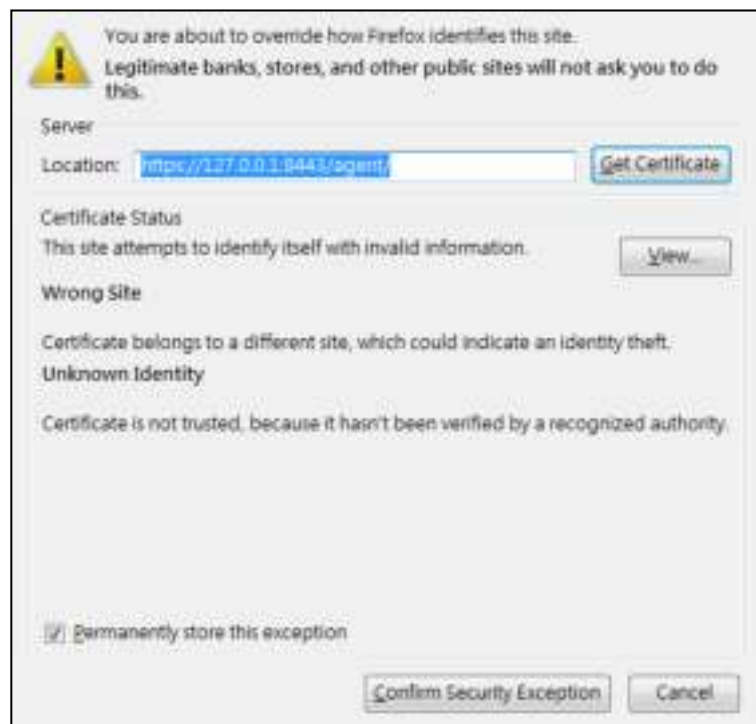 You are about to override how Firefox identifies this site.
Legitimate banks, stores, and other public sites will not ask you to do
this.
Server
Location: https://127.0.0.1:8443/agent/ Get Certificate
Certificate Status
This site attempts to identify itself with invalid information. View...
Wrong Site
Certificate belongs to a different site, which could indicate an identity theft.
Unknown Identity
Certificate is not trusted, because it hasn't been verified by a recognized authority.
Permanently store this exception
Confirm Security Exception Cancel